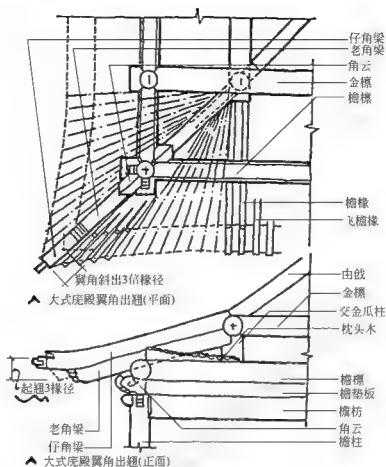 仔角梁
老角梁
角云
金檩
檐檩
檐椽
飞檐椽
翼角斜出3倍椽径
大式庑殿翼角出翘(平面)
由戗
金檩
交金瓜柱
枕头木
起翘3椽径
檐檩
檐垫板
檐枋
老角梁
角云
仔角梁
檐柱
大式庑殿翼角出翘(正面)